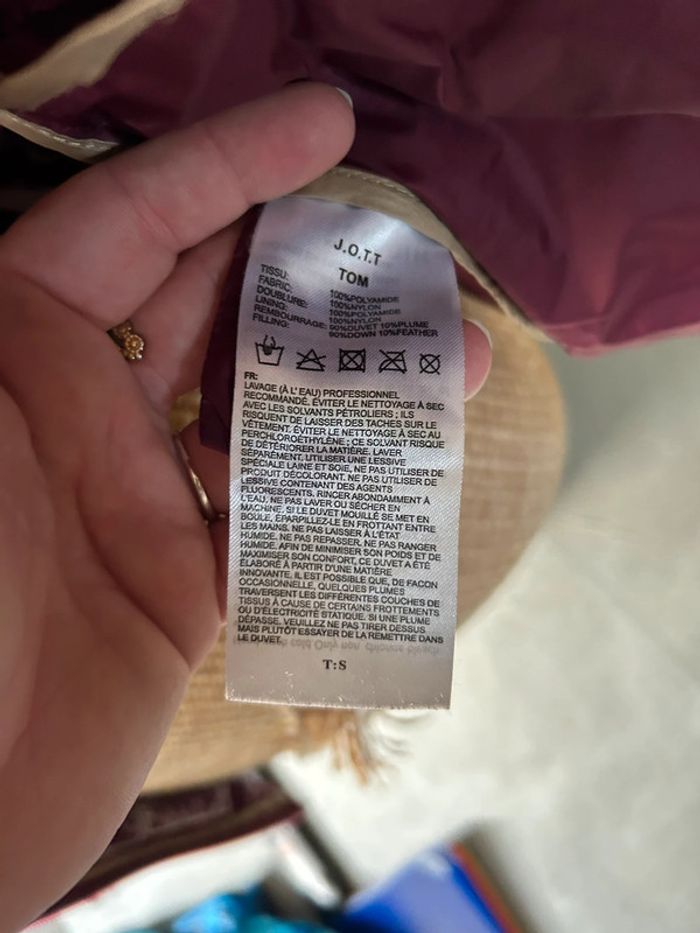 J.O.T.T
TOM
TISSU: 100%POLYAMIDE
FABRIC: 100%NYLON
DOUBLURE: 100%POLYAMIDE
LINING: 100%NYLON
REMBOURRAGE: 90%DUVET 10%PLUME
FILLING: 90%DOWN 10%FEATHER
FR:
LAVAGE (À L' EAU) PROFESSIONNEL
RECOMMANDÉ. ÉVITER LE NETTOYAGE À SEC
AVEC LES SOLVANTS PÉTROLIERS ; ILS
RISQUENT DE LAISSER DES TACHES SUR LE
VÊTEMENT. ÉVITER LE NETTOYAGE À SEC AU
PERCHLOROÉTHYLÈNE ; CE SOLVANT RISQUE
DE DÉTÉRIORER LA MATIÈRE. LAVER
SÉPARÉMENT. UTILISER UNE LESSIVE
SPÉCIALE LAINE ET SOIE, NE PAS UTILISER DE
PRODUIT DÉCOLORANT. NE PAS UTILISER DE
LESSIVE CONTENANT DES AGENTS
FLUORESCENTS. RINCER ABONDAMMENT À
L'EAU. NE PAS LAVER OU SÉCHER EN
MACHINE. SI LE DUVET MOUILLÉ SE MET EN
BOULE, ÉPARPILLEZ-LE EN FROTTANT ENTRE
LES MAINS. NE PAS LAISSER À L'ÉTAT
HUMIDE. NE PAS REPASSER. NE PAS RANGER
HUMIDE. AFIN DE MINIMISER SON POIDS ET DE
MAXIMISER SON CONFORT, CE DUVET A ÉTÉ
ÉLABORÉ À PARTIR D'UNE MATIÈRE
INNOVANTE. IL EST POSSIBLE QUE, DE FAÇON
OCCASIONNELLE, QUELQUES PLUMES
TRAVERSENT LES DIFFÉRENTES COUCHES DE
TISSUS À CAUSE DE CERTAINS FROTTEMENTS
OU D'ÉLECTRICITÉ STATIQUE. SI UNE PLUME
DÉPASSE. VEUILLEZ NE PAS TIRER DESSUS
MAIS PLUTÔT ESSAYER DE LA REMETTRE DANS
LE DUVET.
T:S